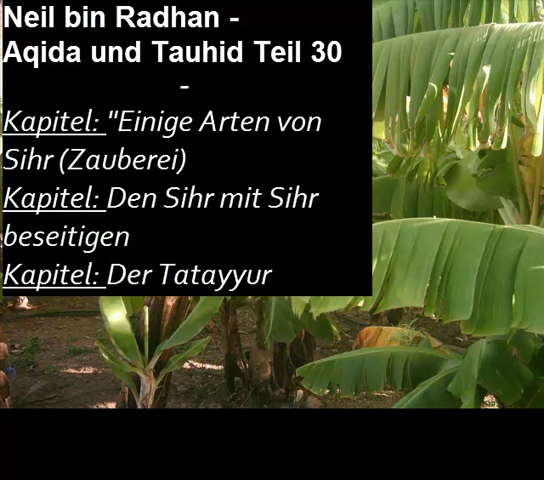 Neil bin Radhan -
Aqida und Tauhid Teil 30
-
Kapitel: "Einige Arten von
Sihr (Zauberei)
Kapitel: Den Sihr mit Sihr
beseitigen
Kapitel: Der Tatayyur